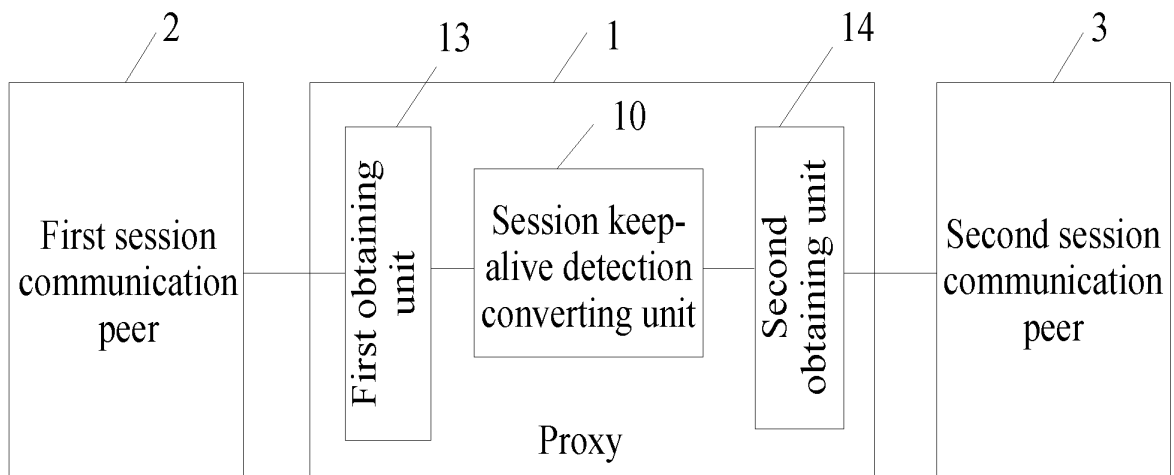 2
13
1
14
3
10
First session
communication
peer
First obtaining
unit
Session keep-
alive detection
converting unit
Second
obtaining unit
Second session
communication
peer
Proxy